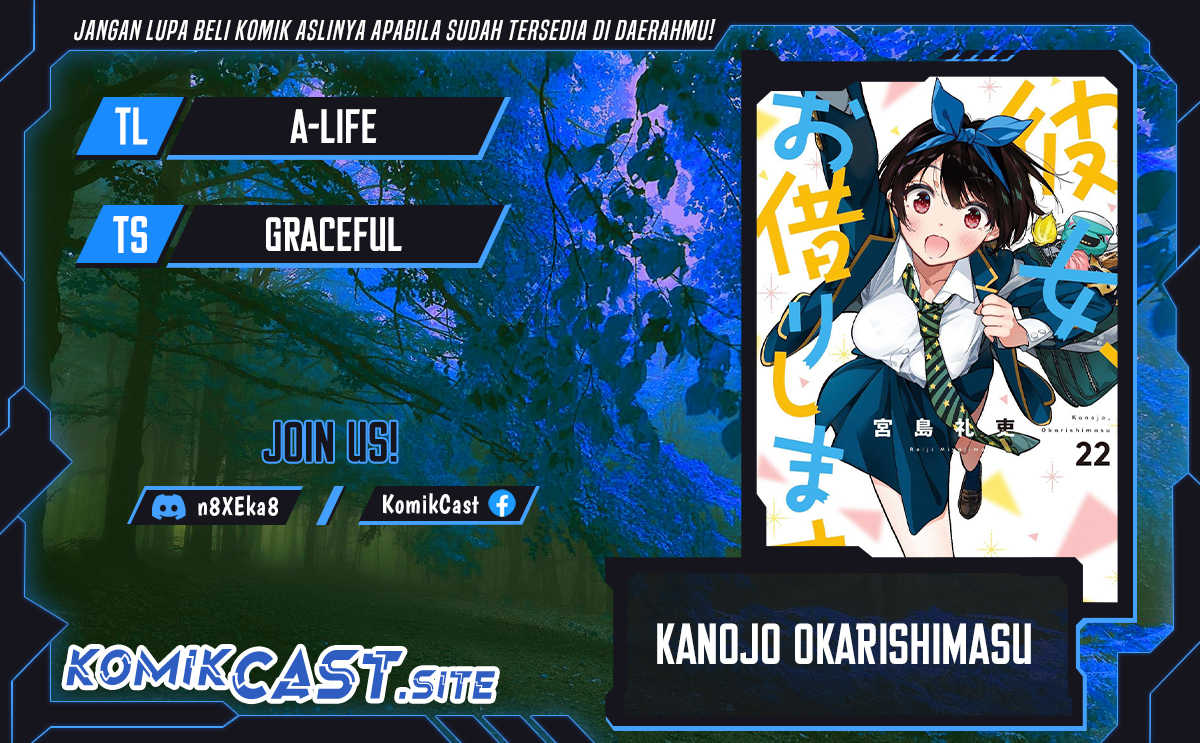 JANGAN LUPA BELI KOMIK ASLINYA APABILA SUDAH TERSEDIA DI DAERAHMU!
TL A-LIFE
TS GRACEFUL
JOIN US!
n8XEka8 / KomikCast
KOMIKCAST.SITE
彼女、
お借りします
宮島礼吏
Reiji
Kanojo,
Okarishimasu
22
KANOJO OKARISHIMASU